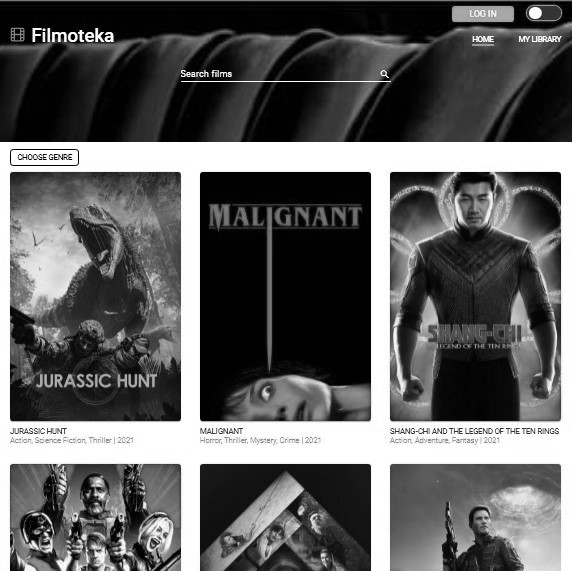 LOG IN
Filmoteka
HOME
MY LIBRARY
Search films
CHOOSE GENRE
MALIGNANT
SHANG-CHI
LEGEND OF THE TEN RINGS
JURASSIC HUNT
JURASSIC HUNT
Action, Science Fiction, Thriller | 2021
MALIGNANT
Horror, Thriller, Mystery, Crime | 2021
SHANG-CHI AND THE LEGEND OF THE TEN RINGS
Action, Adventure, Fantasy | 2021